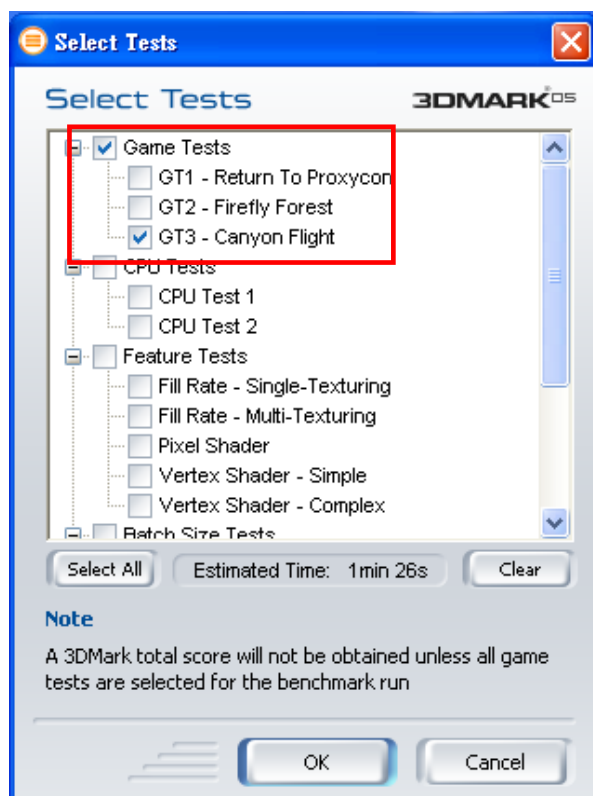 Select Tests
Select Tests 3DMARK05
Game Tests
GT1 - Return To Proxycon
GT2 - Firefly Forest
GT3 - Canyon Flight
CPU Tests
CPU Test 1
CPU Test 2
Feature Tests
Fill Rate - Single-Texturing
Fill Rate - Multi-Texturing
Pixel Shader
Vertex Shader - Simple
Vertex Shader - Complex
Batch Size Tests
Select All Estimated Time: 1min 26s Clear
Note
A 3DMark total score will not be obtained unless all game
tests are selected for the benchmark run
OK Cancel